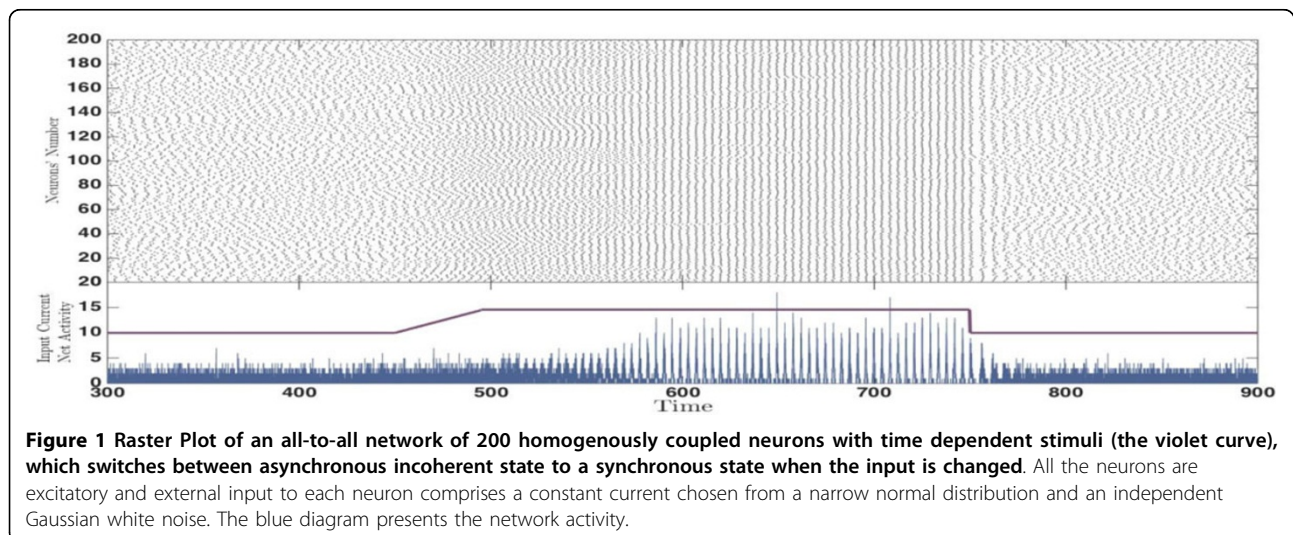 200
180
160
140
120
100
80
60
40
20
Neurons' Number
20
15
10
5
0
Input Current
Net Activity
300 400 500 600 700 800 900
Time
Figure 1 Raster Plot of an all-to-all network of 200 homogenously coupled neurons with time dependent stimuli (the violet curve),
which switches between asynchronous incoherent state to a synchronous state when the input is changed. All the neurons are
excitatory and external input to each neuron comprises a constant current chosen from a narrow normal distribution and an independent
Gaussian white noise. The blue diagram presents the network activity.